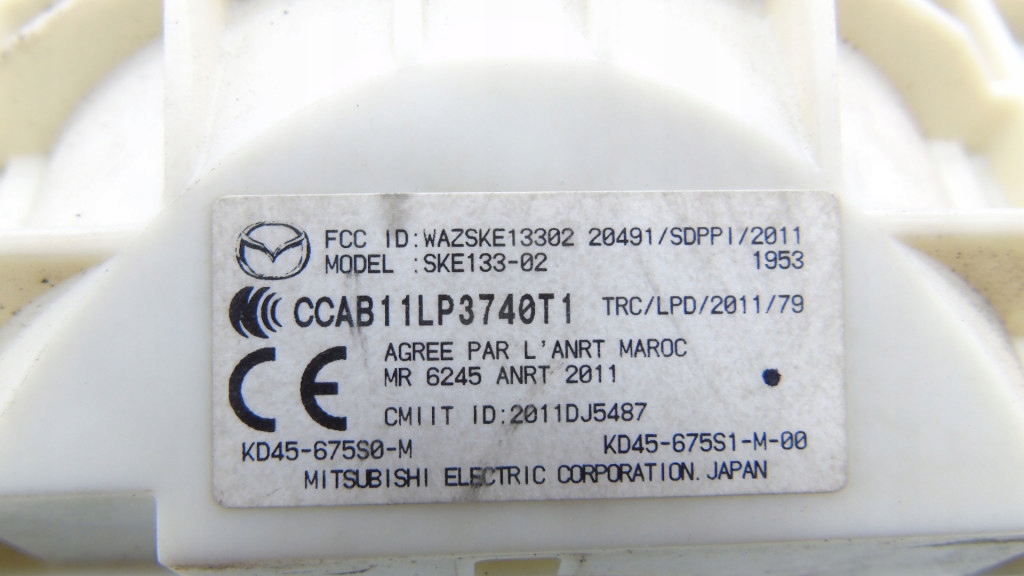 FCC ID:WAZSKE13302 20491/SDPPI/2011
MODEL :SKE133-02 1953
CCAB11LP3740T1 TRC/LPD/2011/79
CE AGREE PAR L'ANRT MAROC
MR 6245 ANRT 2011
CMIIT ID:2011DJ5487
KD45-675S0-M KD45-675S1-M-00
MITSUBISHI ELECTRIC CORPORATION. JAPAN